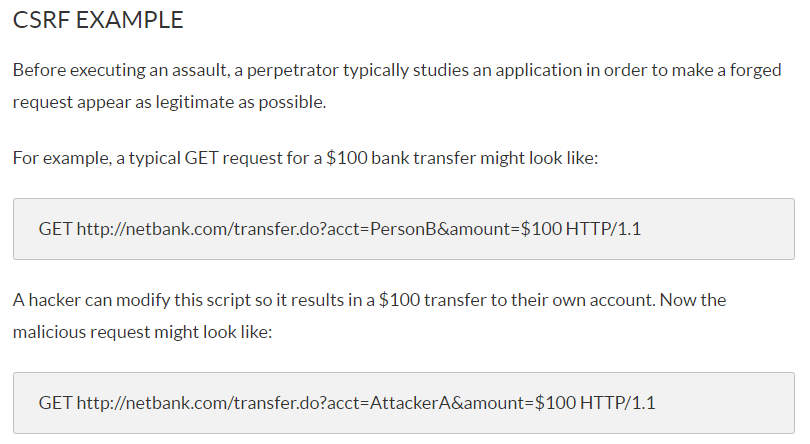 CSRF EXAMPLE
Before executing an assault, a perpetrator typically studies an application in order to make a forged
request appear as legitimate as possible.
For example, a typical GET request for a $100 bank transfer might look like:
GET http://netbank.com/transfer.do?acct=PersonB&amount=$100 HTTP/1.1
A hacker can modify this script so it results in a $100 transfer to their own account. Now the
malicious request might look like:
GET http://netbank.com/transfer.do?acct=AttackerA&amount=$100 HTTP/1.1